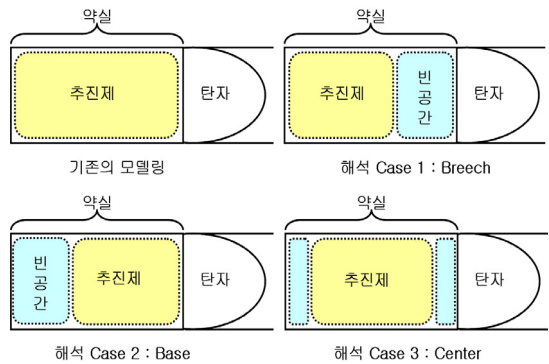 약실
추진제
탄자
기존의 모델링
약실
추진제
빈
공
간
탄자
해석 Case 1 : Breech
약실
빈
공
간
추진제
탄자
해석 Case 2 : Base
약실
추진제
탄자
해석 Case 3 : Center